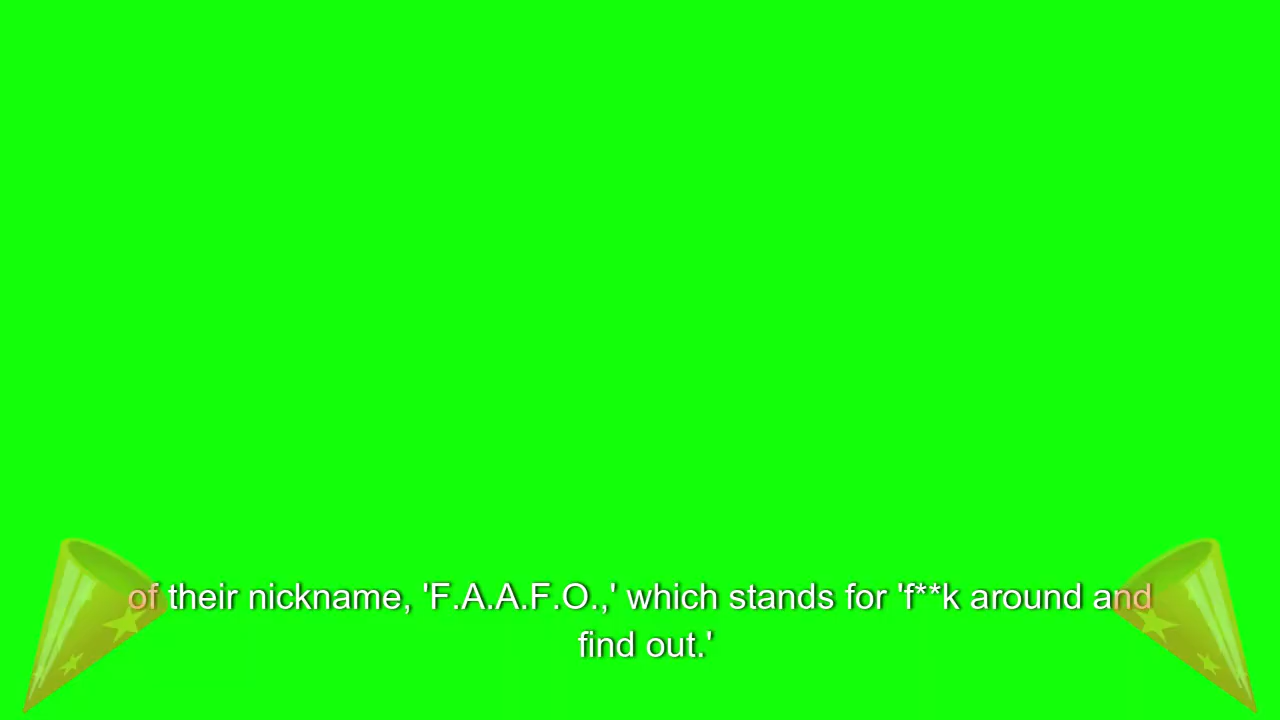 of their nickname, 'F.A.A.F.O.,' which stands for 'f**k around and
find out.'